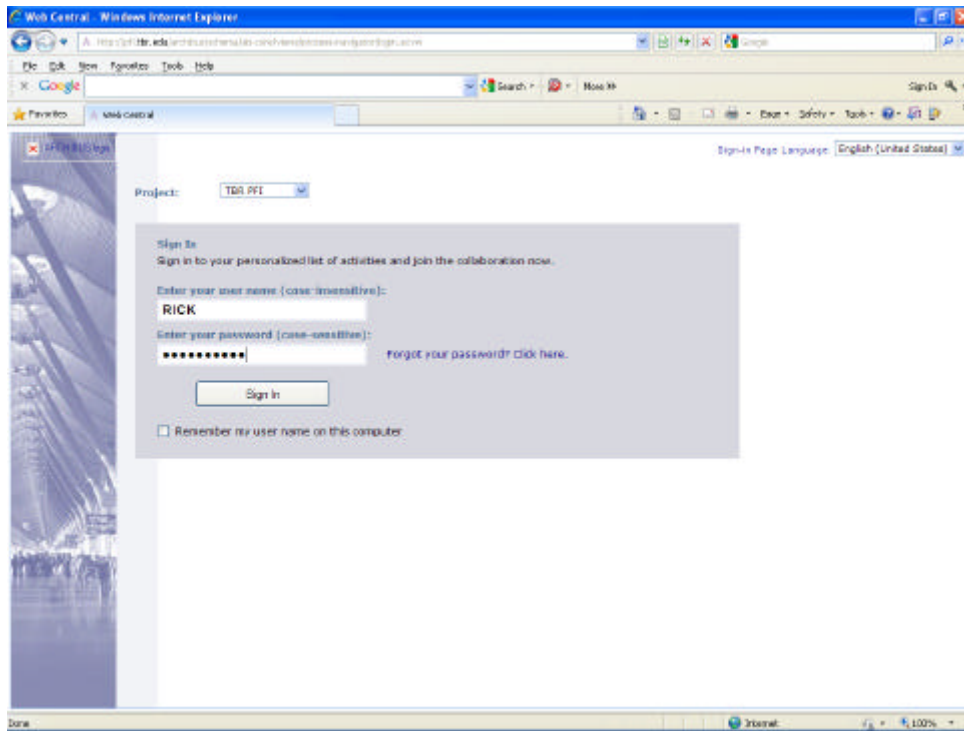 Web Central - Windows Internet Explorer
Google
File Edit View Favorites Tools Help
Google Search More >> Sign In
Favorites Web Central Page Safety Tools
ARCHIBUS logo
Sign-in Page Language: English (United States)
Project: TBR PFI
Sign In
Sign in to your personalized list of activities and join the collaboration now.
Enter your user name (case-insensitive):
RICK
Enter your password (case-sensitive):
••••••••••
Forgot your password? Click here.
Sign In
Remember my user name on this computer
Done Internet 100%